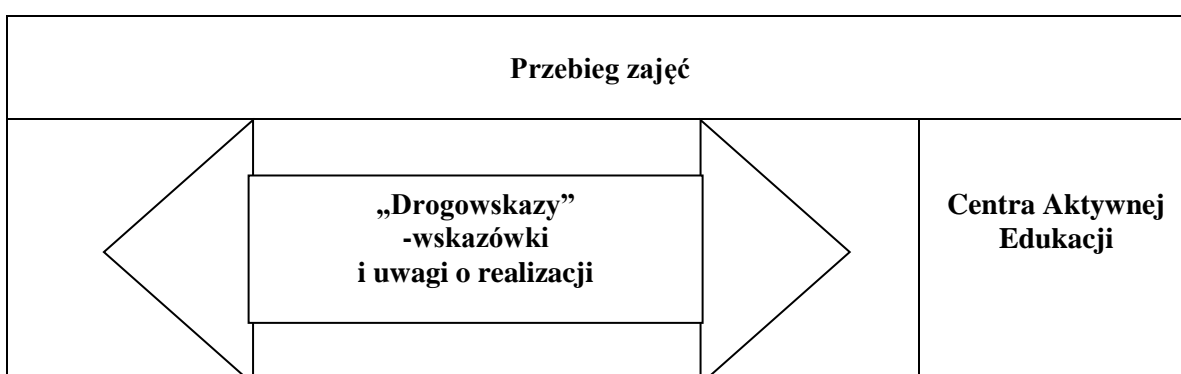 Przebieg zajęć
„Drogowskazy”
-wskazówki
i uwagi o realizacji
Centra Aktywnej
Edukacji